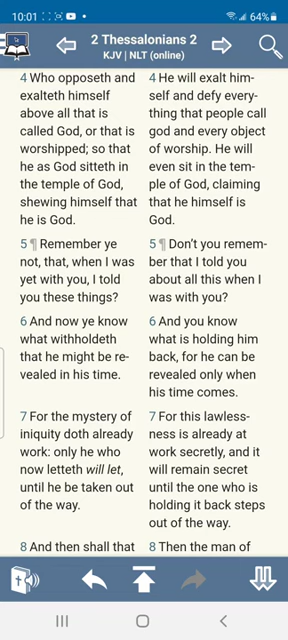 10:01 64%
2 Thessalonians 2
KJV | NLT (online)
4 Who opposeth and
exalteth himself
above all that is
called God, or that is
worshipped; so that
he as God sitteth in
the temple of God,
shewing himself that
he is God.
5 ¶ Remember ye
not, that, when I was
yet with you, I told
you these things?
6 And now ye know
what withholdeth
that he might be re-
vealed in his time.
7 For the mystery of
iniquity doth already
work: only he who
now letteth will let,
until he be taken out
of the way.
8 And then shall that
4 He will exalt him-
self and defy every-
thing that people call
god and every object
of worship. He will
even sit in the tem-
ple of God, claiming
that he himself is
God.
5 ¶ Don’t you remem-
ber that I told you
about all this when I
was with you?
6 And you know
what is holding him
back, for he can be
revealed only when
his time comes.
7 For this lawless-
ness is already at
work secretly, and it
will remain secret
until the one who is
holding it back steps
out of the way.
8 Then the man of